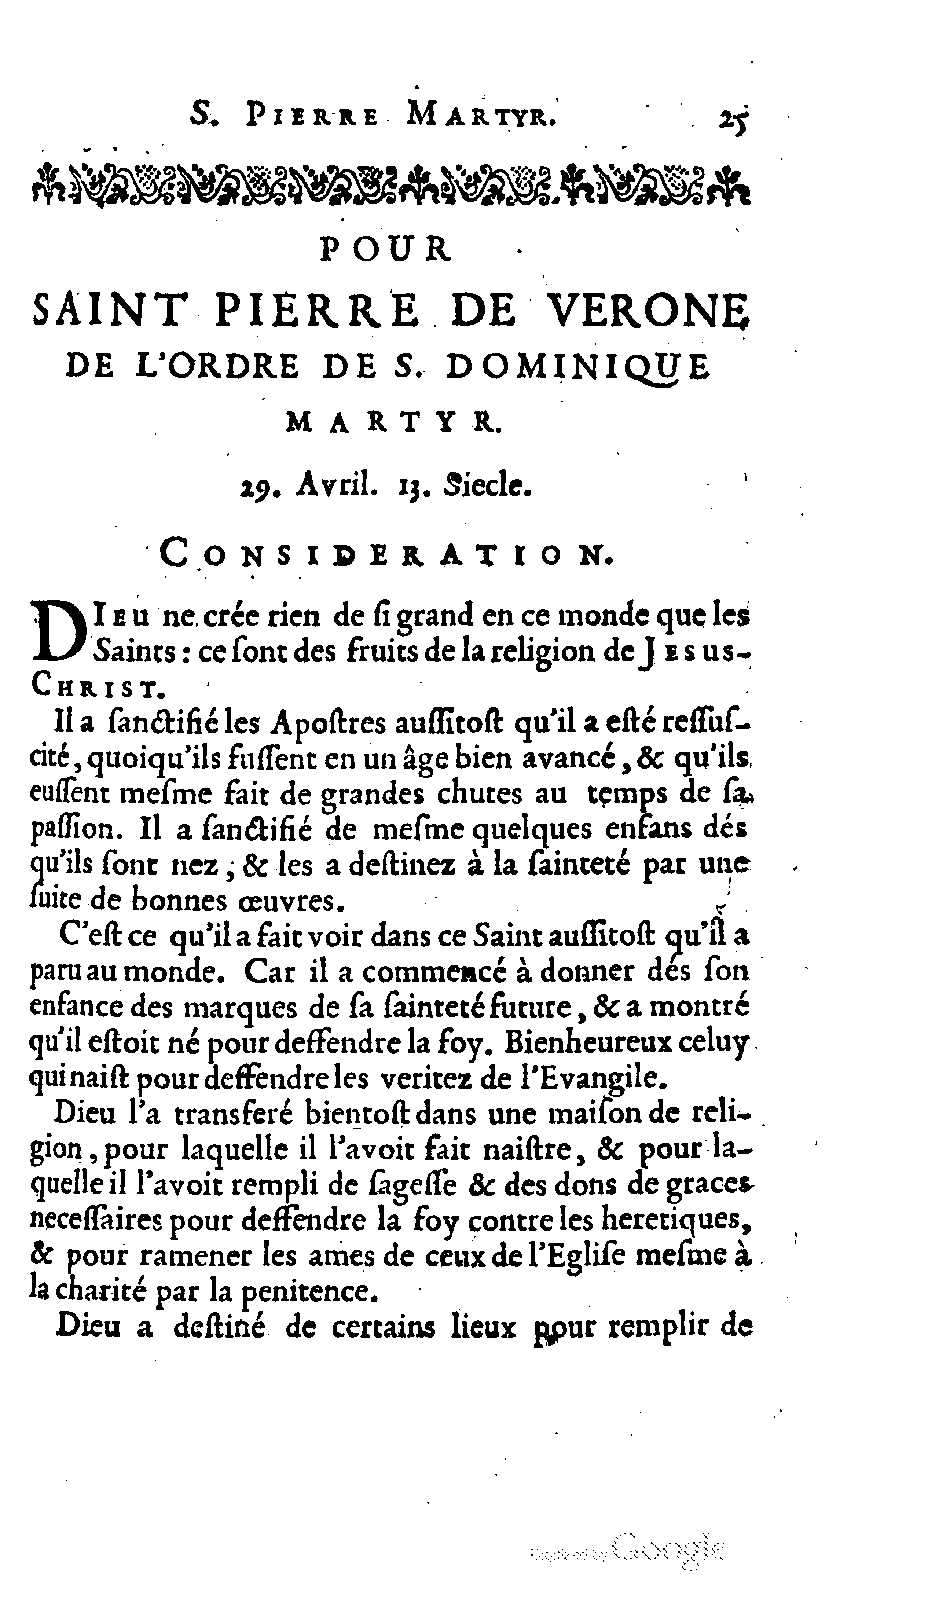 S. PIERRE MARTYR. 25
POUR
SAINT PIERRE DE VERONE
DE L'ORDRE DE S. DOMINIQUE
MARTYR.
29. Avril. 13. Siecle.
CONSIDERATION.
DIEU ne crée rien de ſi grand en ce monde que les
Saints : ce ſont des fruits de la religion de JESUS-
CHRIST.
Il a ſanctifié les Apoſtres auſſitoſt qu'il a eſté reſſuſ-
cité, quoiqu'ils fuſſent en un âge bien avancé, & qu'ils
euſſent meſme fait de grandes chutes au temps de ſa
paſſion. Il a ſanctifié de meſme quelques enfans dés
qu'ils ſont nez ; & les a deſtinez à la ſainteté par une
ſuite de bonnes œuvres.
C'eſt ce qu'il a fait voir dans ce Saint auſſitoſt qu'il a
paru au monde. Car il a commencé à donner dés ſon
enfance des marques de ſa ſainteté future, & a montré
qu'il eſtoit né pour deffendre la foy. Bienheureux celuy
qui naiſt pour deffendre les veritez de l'Evangile.
Dieu l'a transferé bientoſt dans une maiſon de reli-
gion, pour laquelle il l'avoit fait naiſtre, & pour la-
quelle il l'avoit rempli de ſageſſe & des dons de graces
neceſſaires pour deffendre la foy contre les heretiques,
& pour ramener les ames de ceux de l'Egliſe meſme à
la charité par la penitence.
Dieu a deſtiné de certains lieux pour remplir de
Google